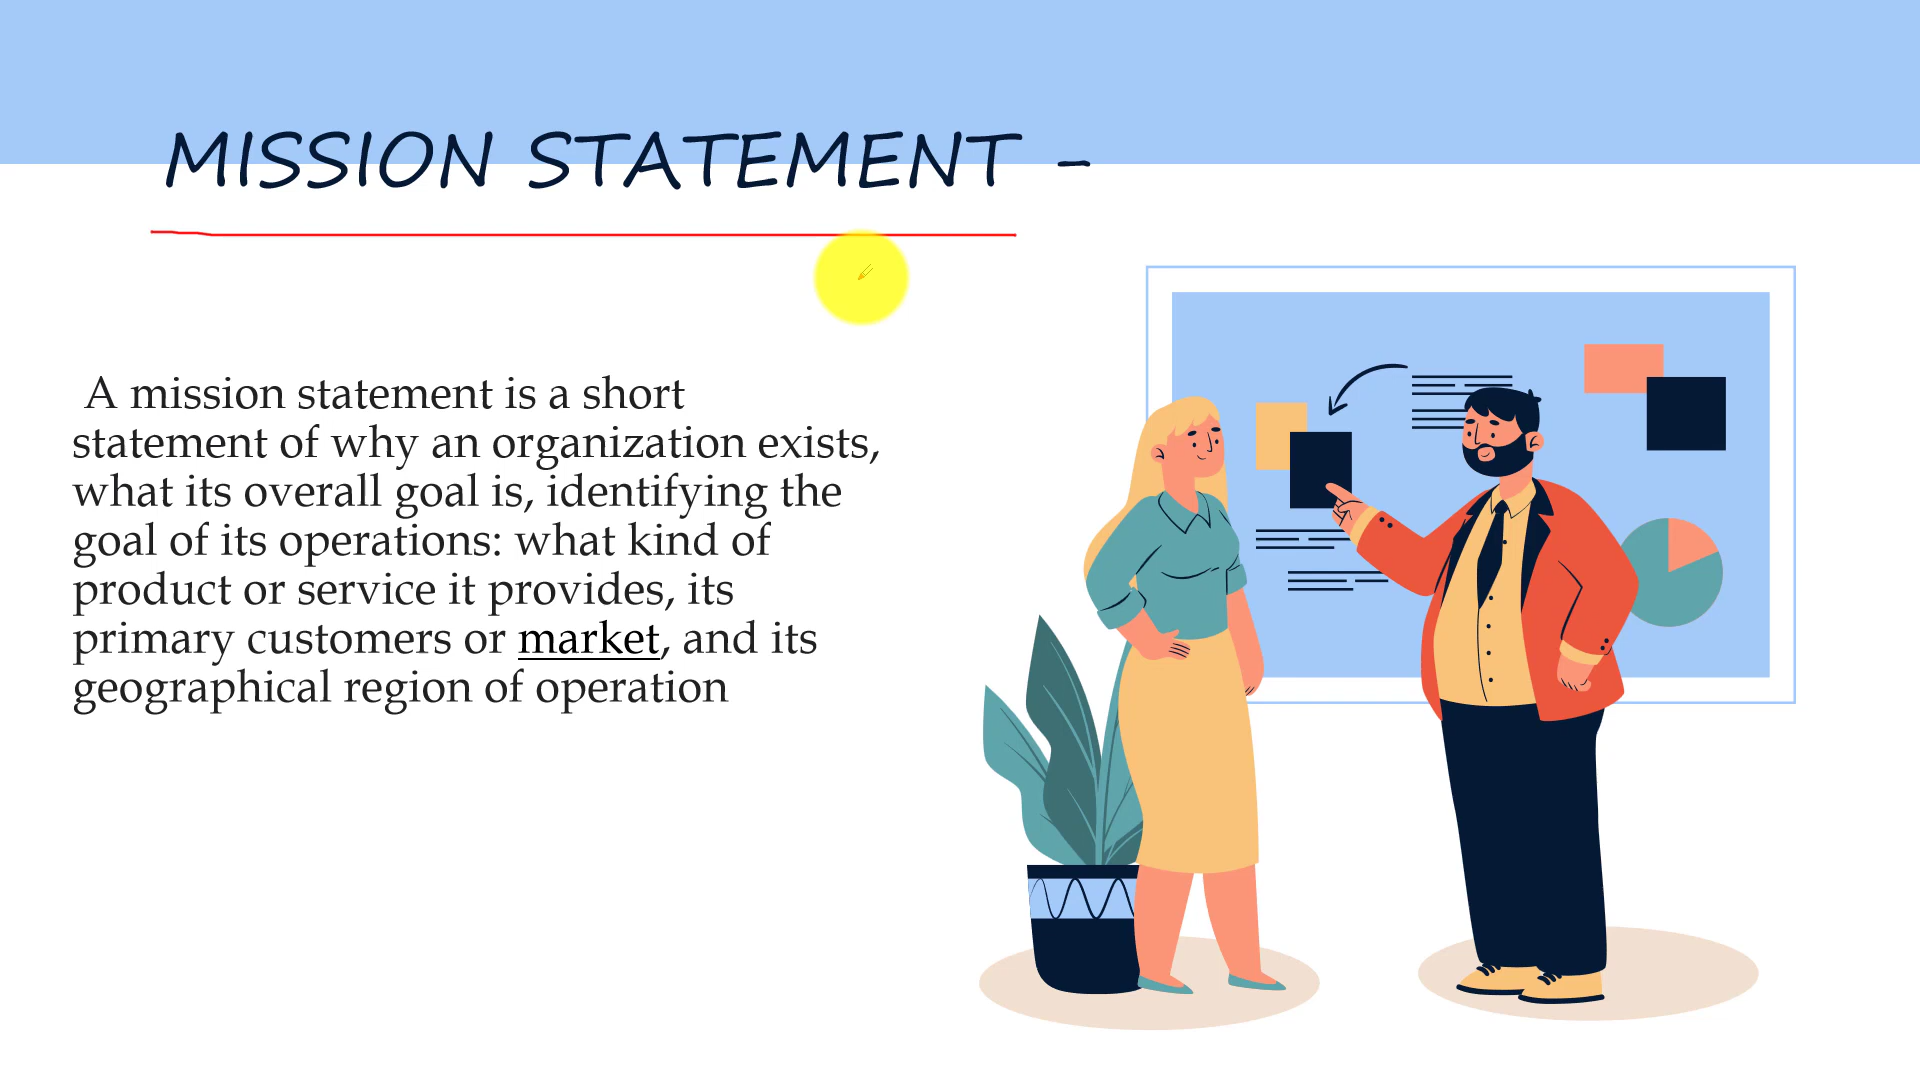 MISSION STATEMENT -
A mission statement is a short
statement of why an organization exists,
what its overall goal is, identifying the
goal of its operations: what kind of
product or service it provides, its
primary customers or market, and its
geographical region of operation